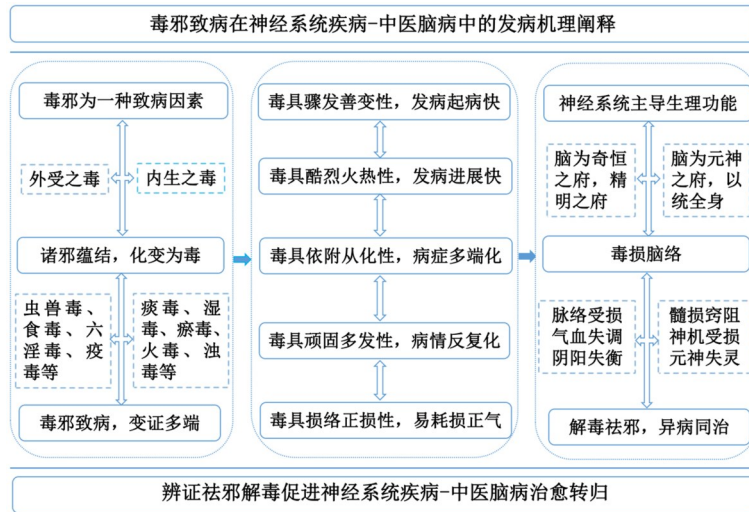 毒邪致病在神经系统疾病-中医脑病中的发病机理阐释
毒邪为一种致病因素
外受之毒
内生之毒
诸邪蕴结，化变为毒
虫兽毒、
食毒、六
淫毒、疫
毒等
痰毒、湿
毒、瘀毒、
火毒、浊
毒等
毒邪致病，变证多端
毒具骤发善变性，发病起病快
毒具酷烈火热性，发病进展快
毒具依附从化性，病症多端化
毒具顽固多发性，病情反复化
毒具损络正损性，易耗损正气
神经系统主导生理功能
脑为奇恒
之府，精
明之府
脑为元神
之府，以
统全身
毒损脑络
脉络受损
气血失调
阴阳失衡
髓损窍阻
神机受损
元神失灵
解毒祛邪，异病同治
辨证祛邪解毒促进神经系统疾病-中医脑病治愈转归